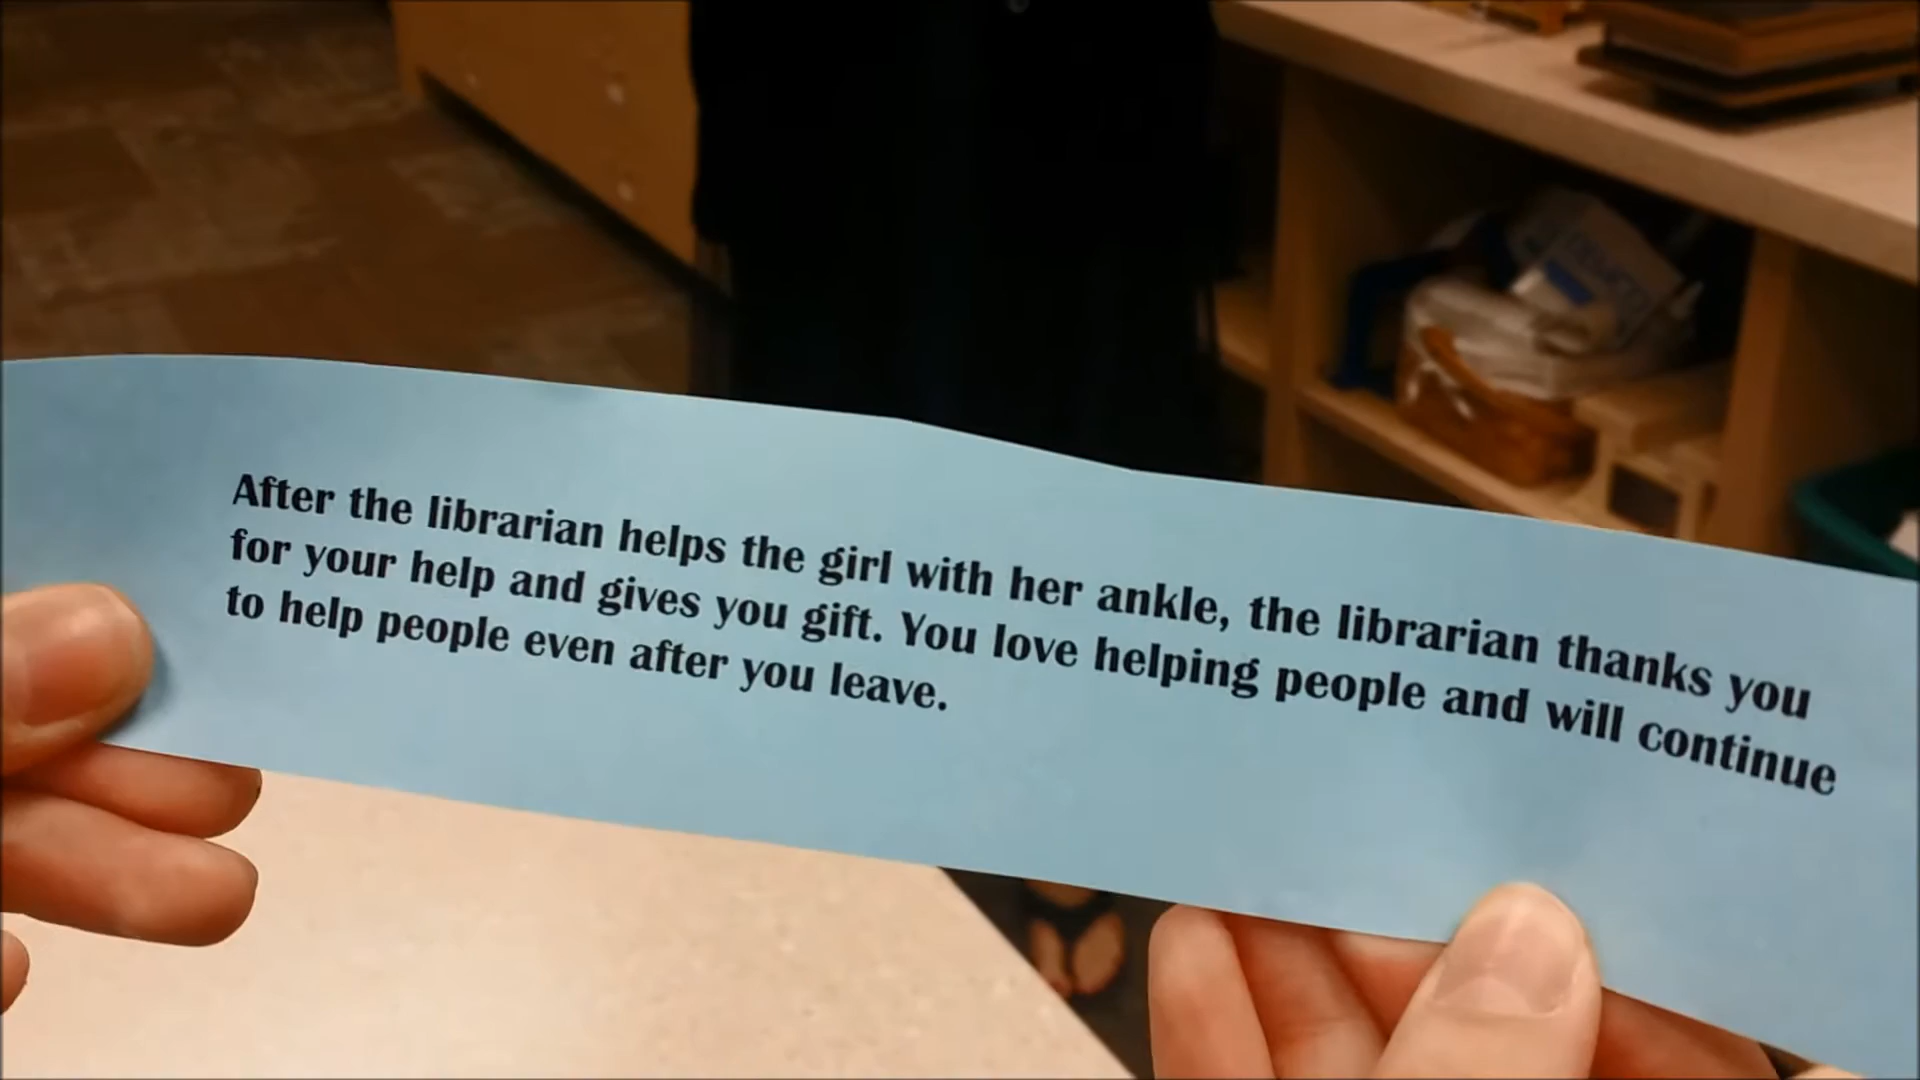 After the librarian helps the girl with her ankle, the librarian thanks you
for your help and gives you gift. You love helping people and will continue
to help people even after you leave.